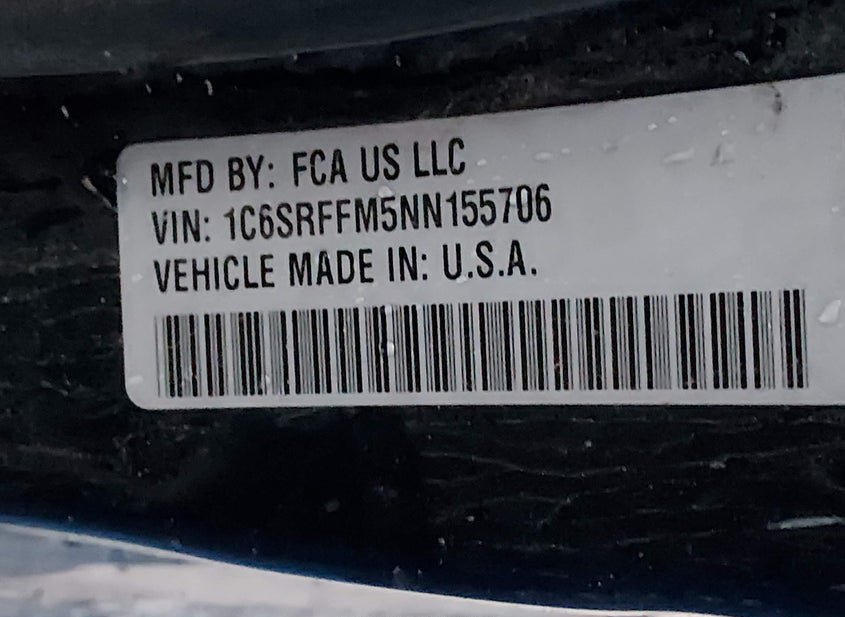 MFD BY: FCA US LLC
VIN: 1C6SRFFM5NN155706
VEHICLE MADE IN: U.S.A.